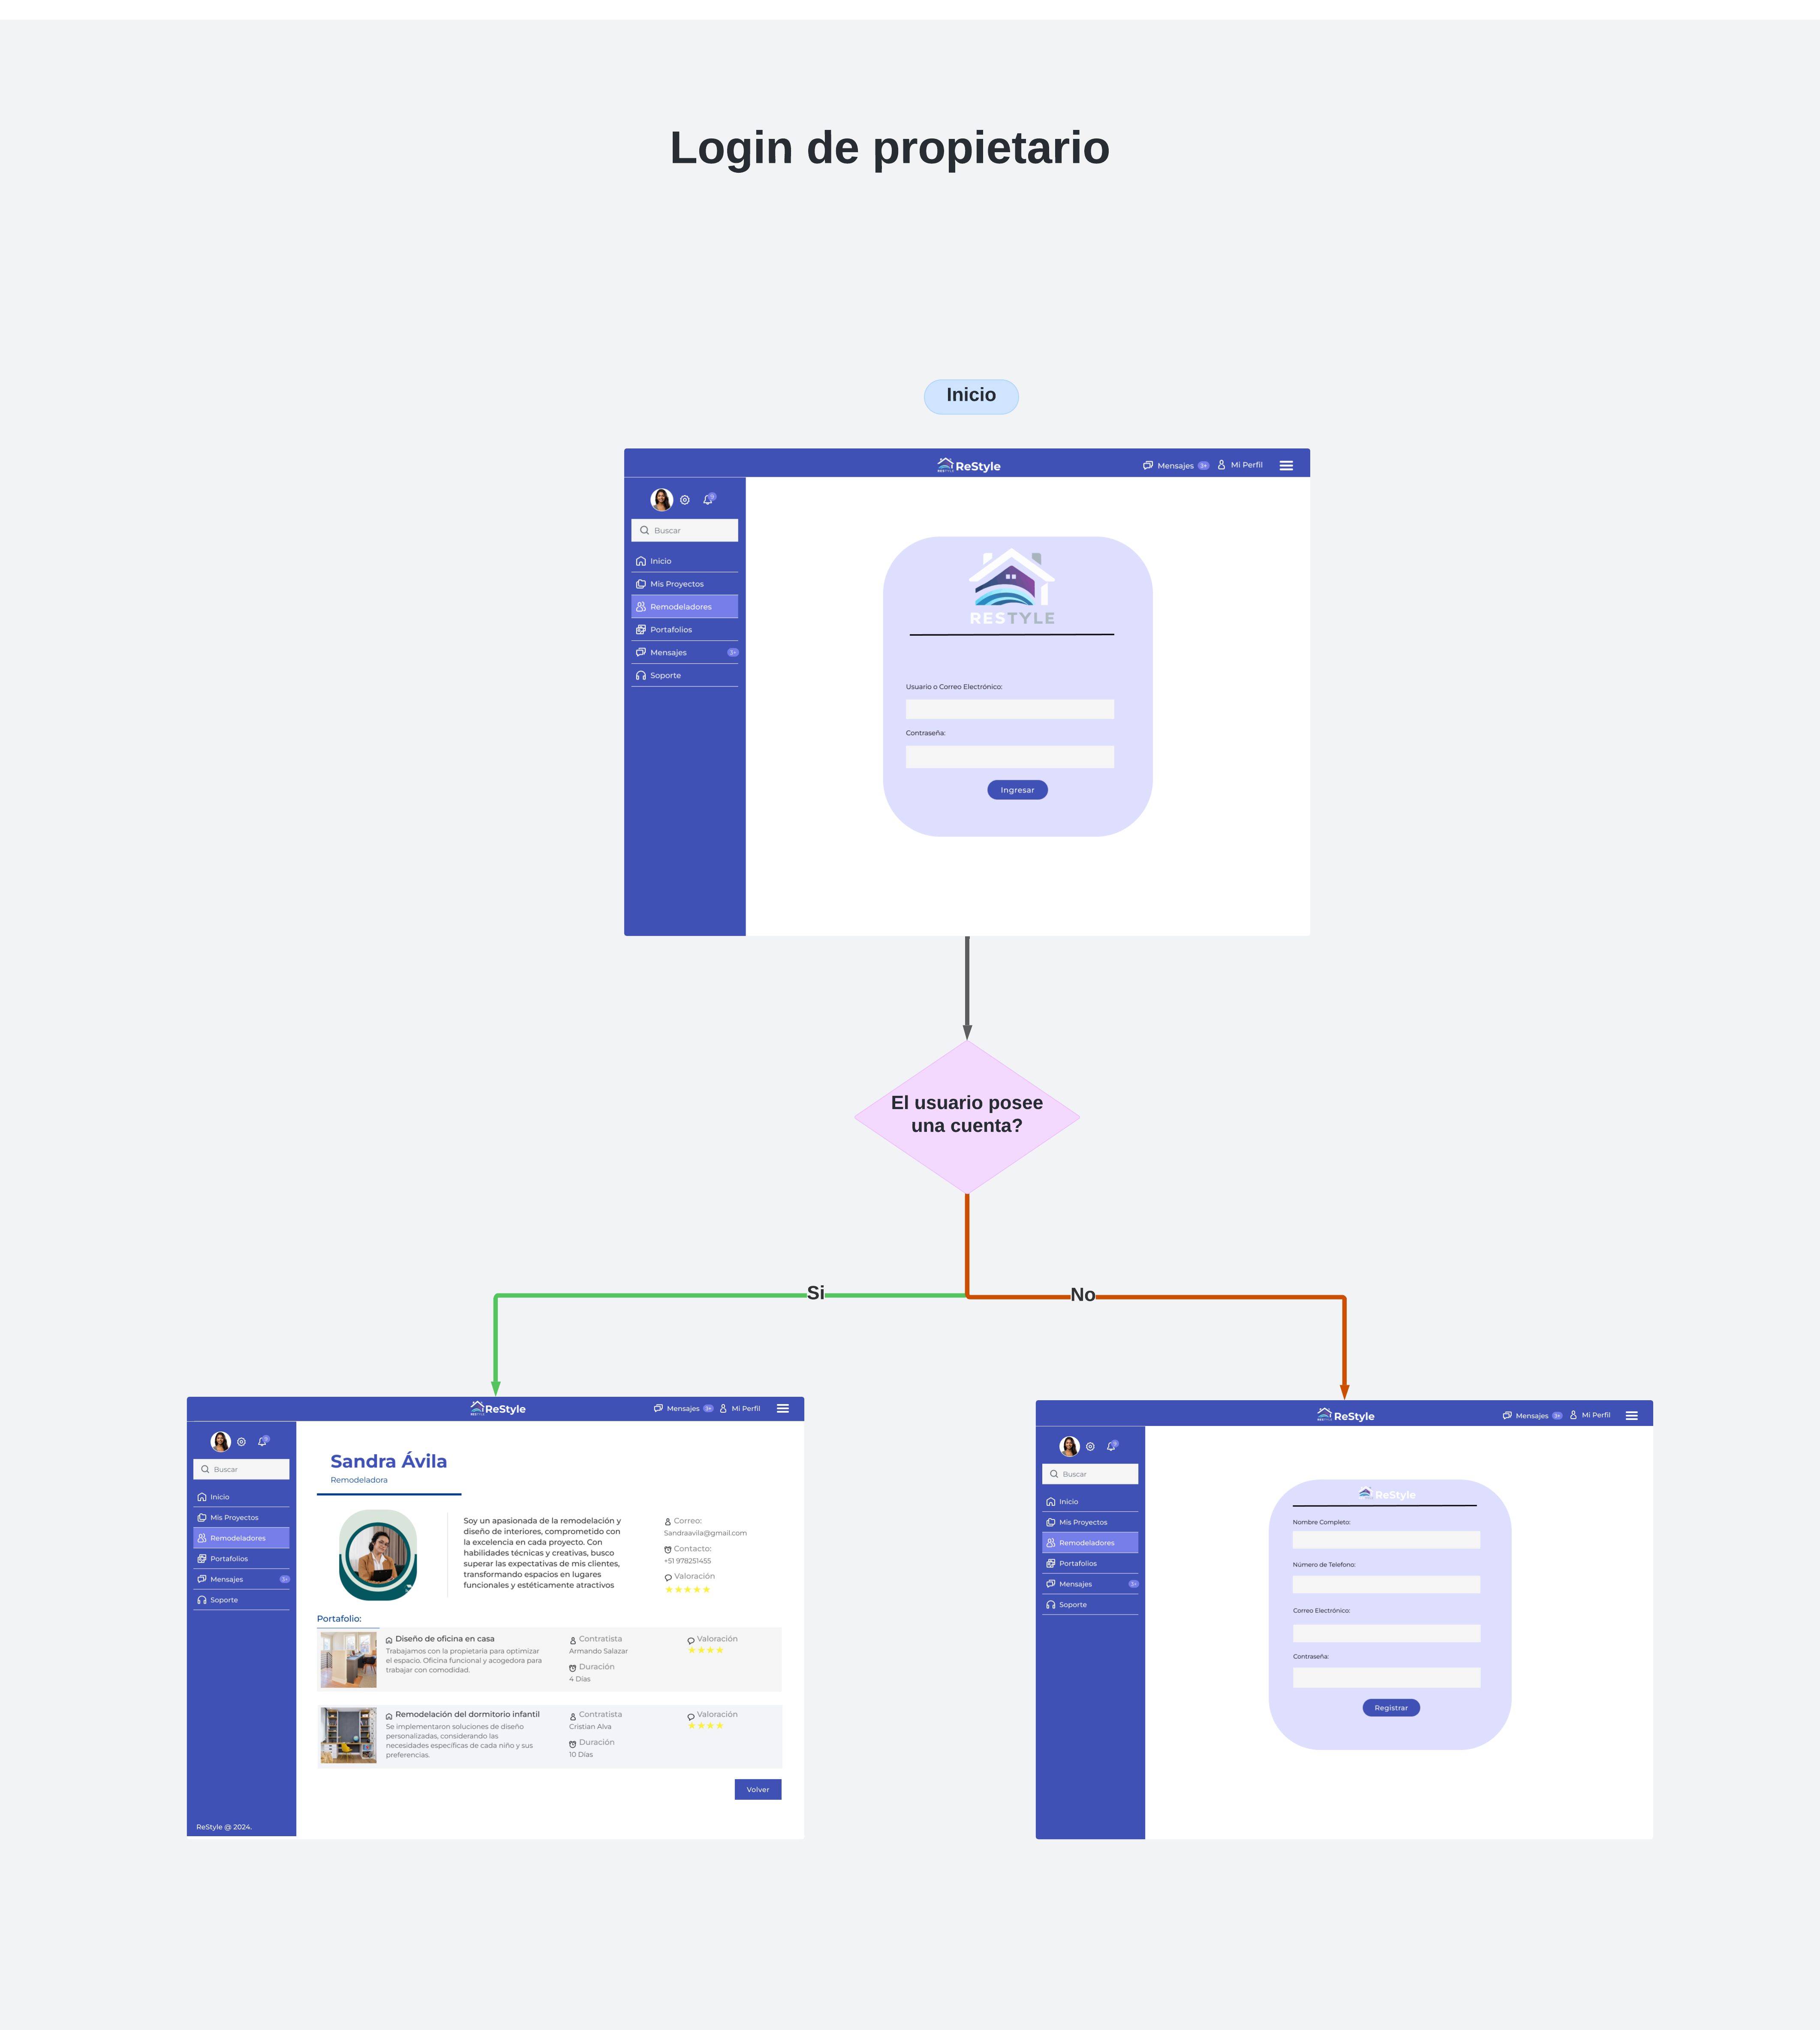 Login de propietario
Inicio
ReStyle
Mensajes 3+
Mi Perfil
Buscar
Inicio
Mis Proyectos
Remodeladores
Portafolios
Mensajes 3+
Soporte
RESTYLE
Usuario o Correo Electrónico:
Contraseña:
Ingresar
El usuario posee
una cuenta?
Si
No
ReStyle
Mensajes 3+
Mi Perfil
Buscar
Inicio
Mis Proyectos
Remodeladores
Portafolios
Mensajes 3+
Soporte
ReStyle @ 2024.
Sandra Ávila
Remodeladora
Soy un apasionada de la remodelación y
diseño de interiores, comprometido con
la excelencia en cada proyecto. Con
habilidades técnicas y creativas, busco
superar las expectativas de mis clientes,
transformando espacios en lugares
funcionales y estéticamente atractivos
Correo:
Sandraavila@gmail.com
Contacto:
+51 978251455
Valoración
Portafolio:
Diseño de oficina en casa
Trabajamos con la propietaria para optimizar
el espacio. Oficina funcional y acogedora para
trabajar con comodidad.
Contratista
Armando Salazar
Duración
4 Días
Valoración
Remodelación del dormitorio infantil
Se implementaron soluciones de diseño
personalizadas, considerando las
necesidades específicas de cada niño y sus
preferencias.
Contratista
Cristian Alva
Duración
10 Días
Valoración
Volver
ReStyle
Mensajes 3+
Mi Perfil
Buscar
Inicio
Mis Proyectos
Remodeladores
Portafolios
Mensajes 3+
Soporte
ReStyle
Nombre Completo:
Número de Telefono:
Correo Electrónico:
Contraseña:
Registrar